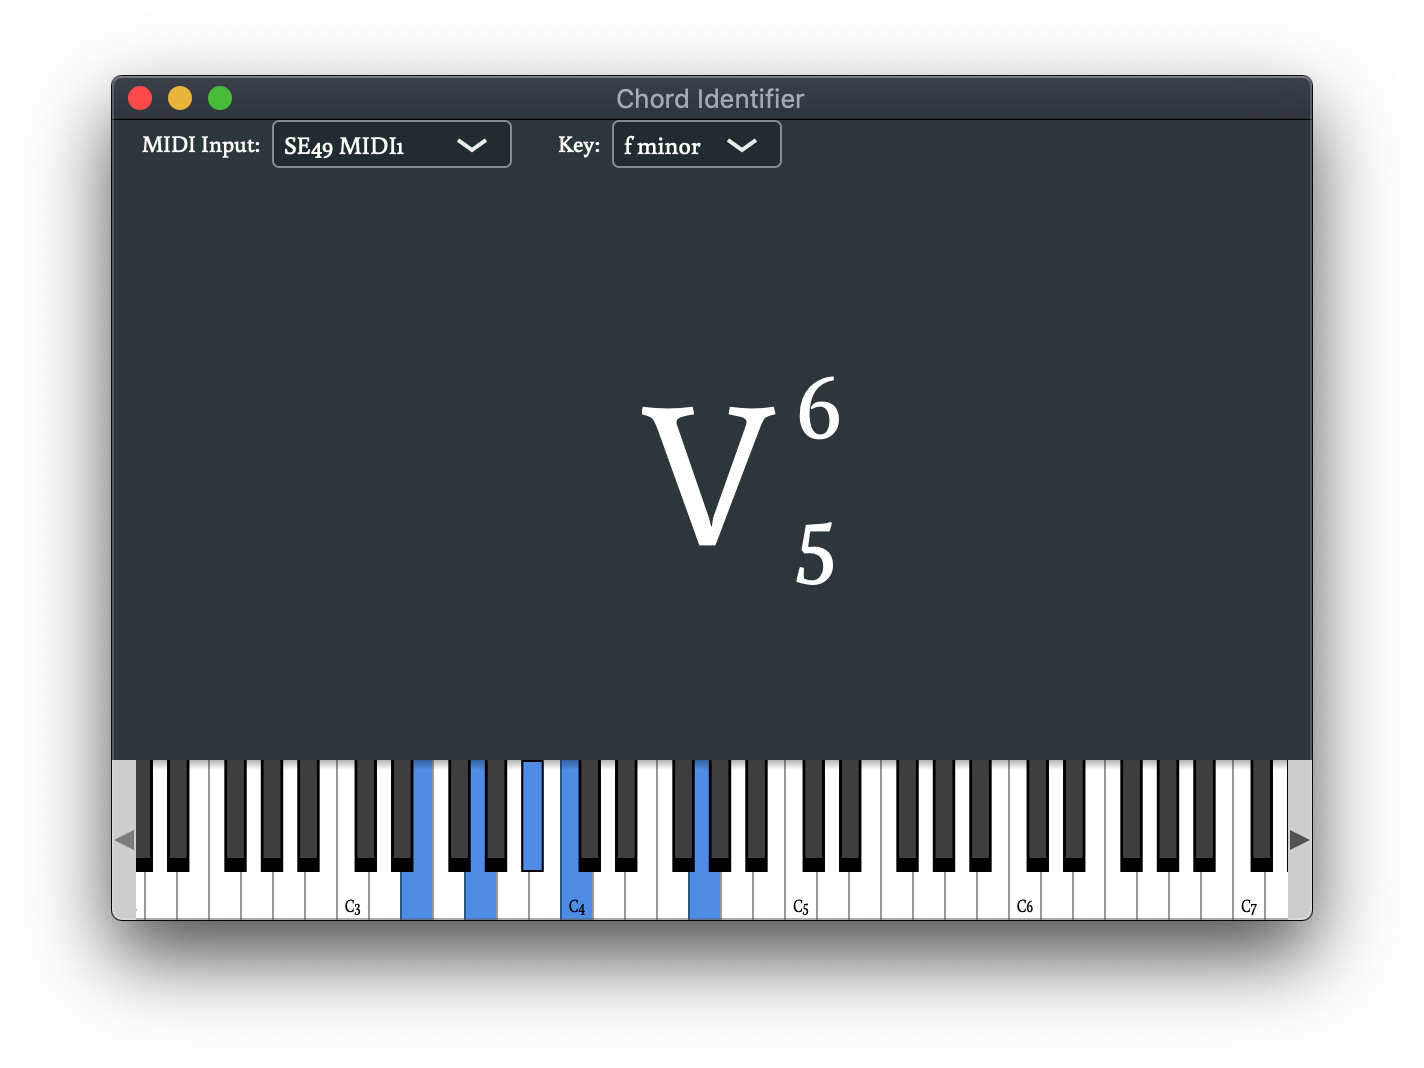 Chord Identifier
MIDI Input: SE49 MIDI1 Key: f minor
V 6
5
C3 C4 C5 C6 C7